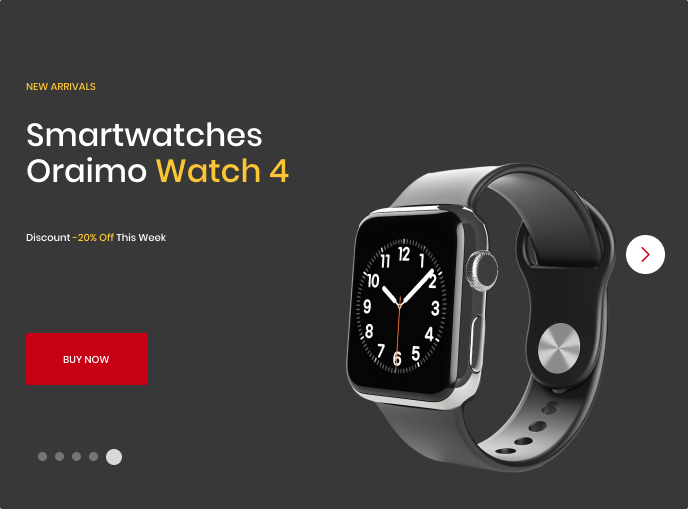 NEW ARRIVALS
Smartwatches
Oraimo Watch 4
Discount -20% Off This Week
BUY NOW
12
11
10
9
8
7
6
5
4
3
2